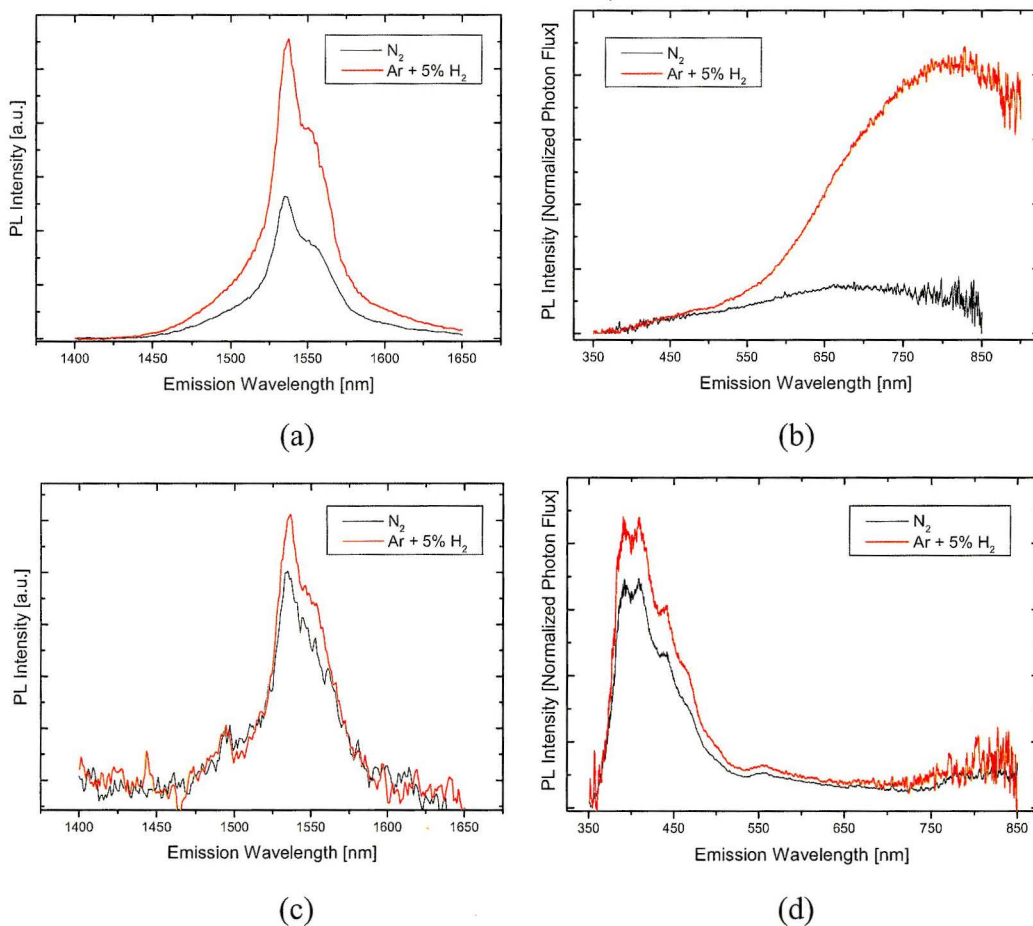 PL Intensity [a.u.]
N₂
Ar + 5% H₂
1400 1450 1500 1550 1600 1650
Emission Wavelength [nm]
(a)
PL Intensity [Normalized Photon Flux]
N₂
Ar + 5% H₂
350 450 550 650 750 850
Emission Wavelength [nm]
(b)
PL Intensity [a.u.]
N₂
Ar + 5% H₂
1400 1450 1500 1550 1600 1650
Emission Wavelength [nm]
(c)
PL Intensity [Normalized Photon Flux]
N₂
Ar + 5% H₂
350 450 550 650 750 850
Emission Wavelength [nm]
(d)